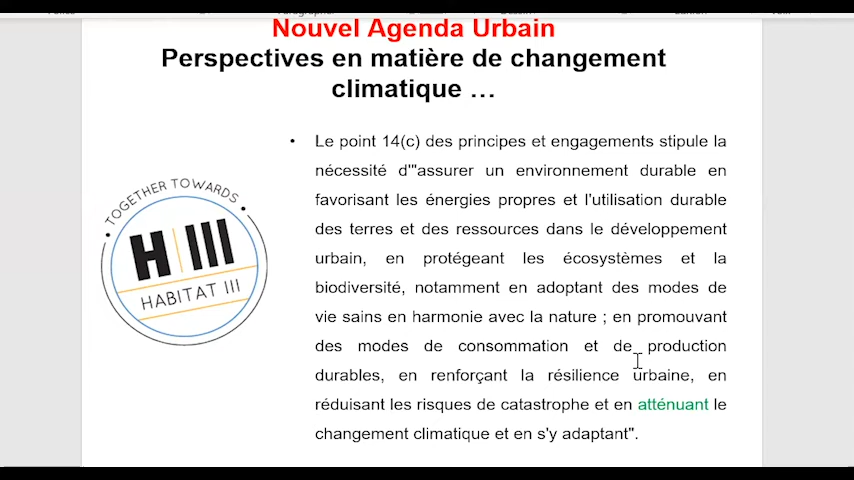 Nouvel Agenda Urbain
Perspectives en matière de changement
climatique ...
• Le point 14(c) des principes et engagements stipule la
nécessité d'"assurer un environnement durable en
favorisant les énergies propres et l'utilisation durable
des terres et des ressources dans le développement
urbain, en protégeant les écosystèmes et la
biodiversité, notamment en adoptant des modes de
vie sains en harmonie avec la nature ; en promouvant
des modes de consommation et de production
durables, en renforçant la résilience urbaine, en
réduisant les risques de catastrophe et en atténuant le
changement climatique et en s'y adaptant".
• TOGETHER TOWARDS •
H III
HABITAT III